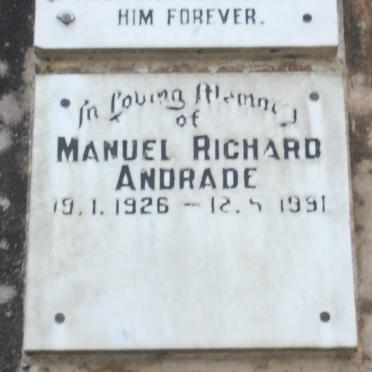 HIM FOREVER.
In Loving Memory
of
MANUEL RICHARD
ANDRADE
19.1.1926 – 12.5.1991